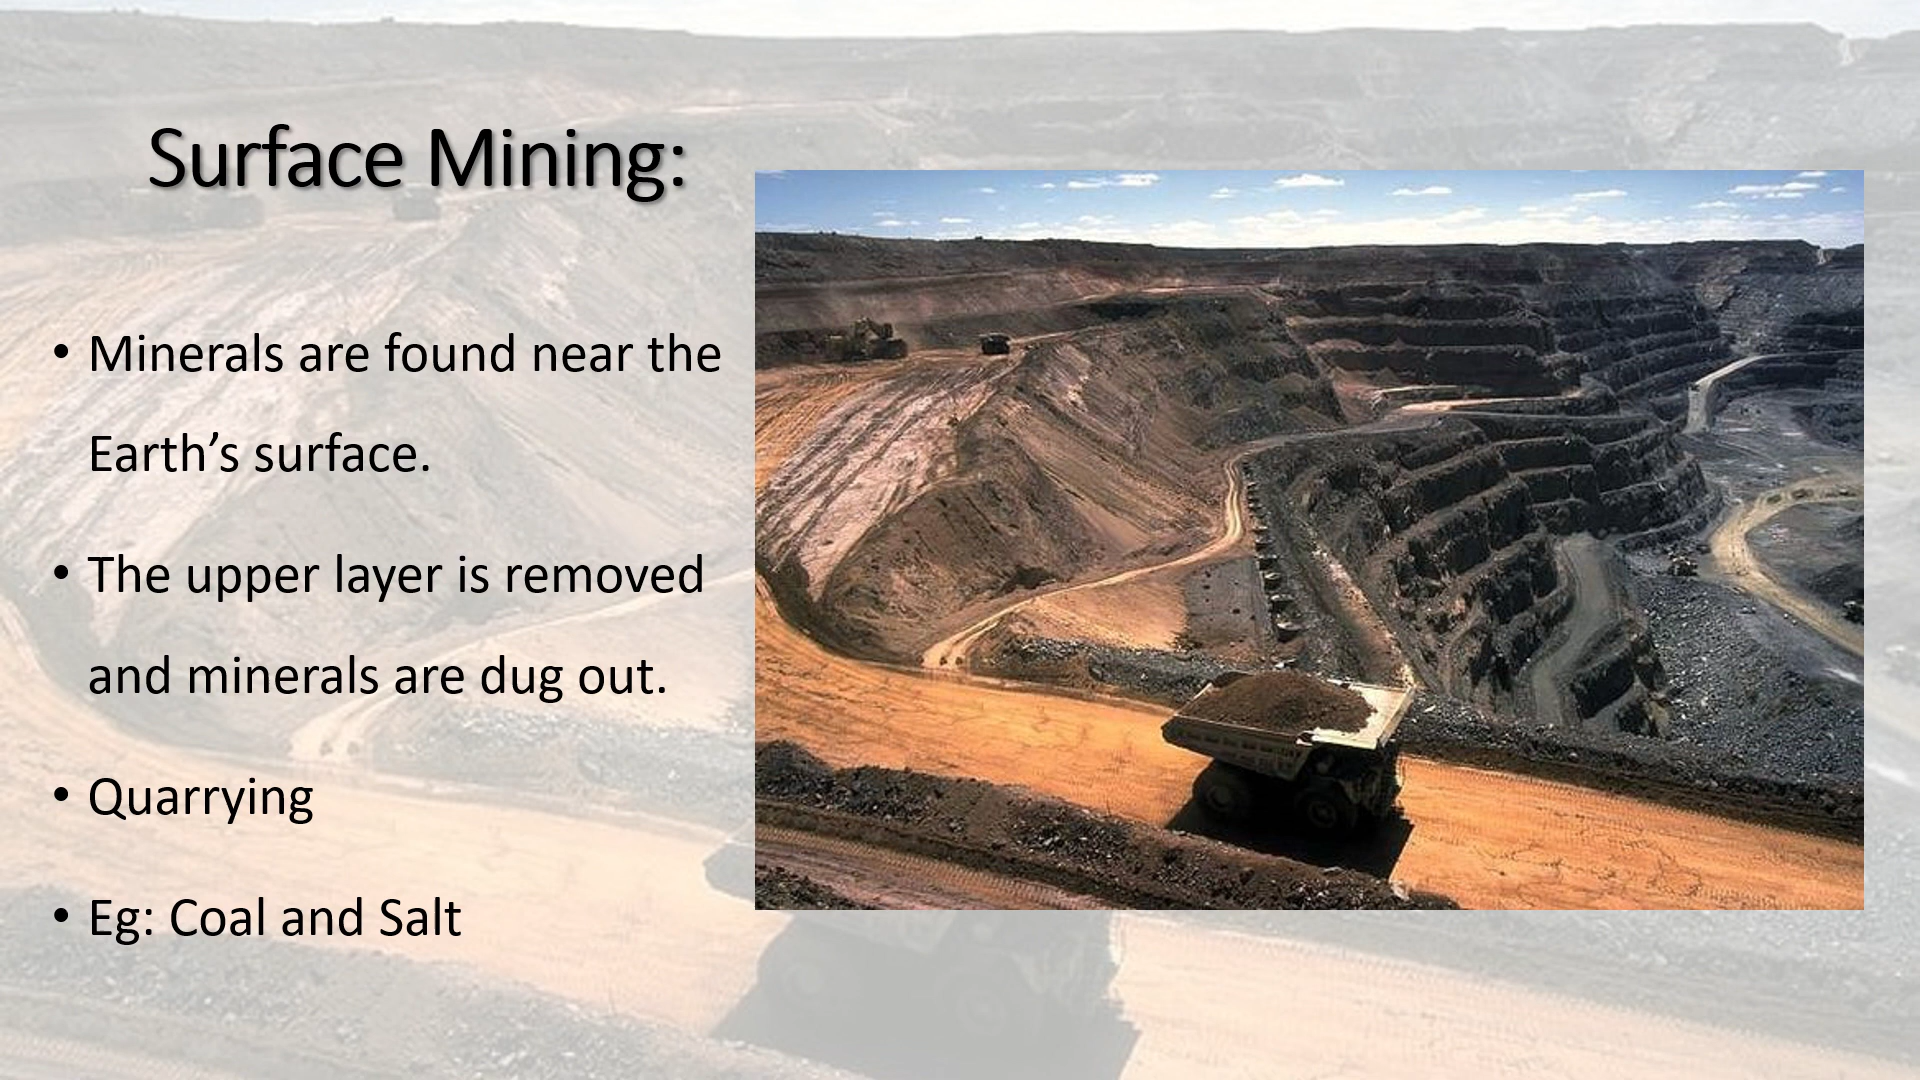 Surface Mining:
• Minerals are found near the
Earth’s surface.
• The upper layer is removed
and minerals are dug out.
• Quarrying
• Eg: Coal and Salt